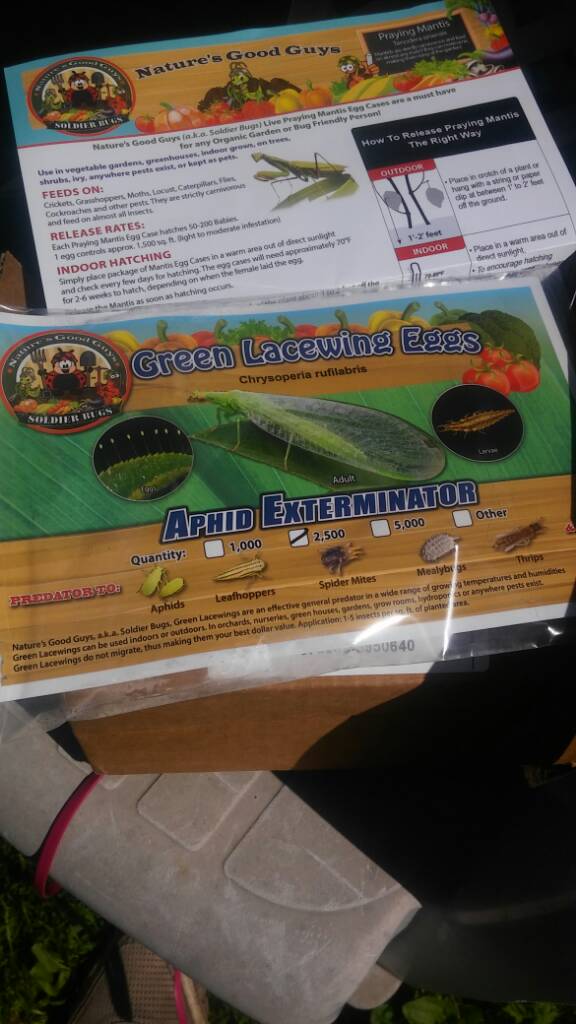 Nature's Good Guys
SOLDIER BUGS
Nature's Good Guys
Praying Mantis
Nature's Good Guys (a.k.a. Soldier Bugs) Live Praying Mantis Egg Cases are a must have
for any Organic Garden or Bug Friendly Person!
Use in vegetable gardens, greenhouses, indoor grows, on trees,
shrubs, ivy, anywhere pests exist, or kept as pets.
FEEDS ON:
Crickets, Grasshoppers, Moths, Locust, Caterpillars, Flies,
Cockroaches and other pests. They are strictly carnivorous
and feed on almost all insects.
RELEASE RATES:
Each Praying Mantis Egg Case hatches 50-200 Babies.
1 egg controls approx. 1,500 sq. ft. (light to moderate infestation)
INDOOR HATCHING
Simply place package of Mantis Egg Cases in a warm area out of direct sunlight
and check every few days for hatching. The egg cases will need approximately 70°F
for 2-6 weeks to hatch, depending on when the female laid the egg.
the Mantis as soon as hatching occurs.
How To Release Praying Mantis
The Right Way
OUTDOOR
1'-2' feet
• Place in crotch of a plant or
hang with a string or paper
clip at between 1' to 2' feet
off the ground.
INDOOR
• Place in a warm area out of
direct sunlight,
• To encourage hatching
Nature's Good Guys
SOLDIER BUGS
Green Lacewing Eggs
Chrysoperia rufilabris
Eggs
Adult
Larvae
APHID EXTERMINATOR
Quantity: 1,000 2,500 5,000 Other
PREDATOR TO:
Aphids Leafhoppers Spider Mites Mealybugs Thrips
Nature's Good Guys, a.k.a. Soldier Bugs, Green Lacewings are an effective general predator in a wide range of growing temperatures and humidities
Green Lacewings can be used indoors or outdoors. In orchards, nurseries, green houses, gardens, grow rooms, hydroponics or anywhere pests exist.
Green Lacewings do not migrate, thus making them your best dollar value. Application: 1-5 insects per sq. ft. of planted area.